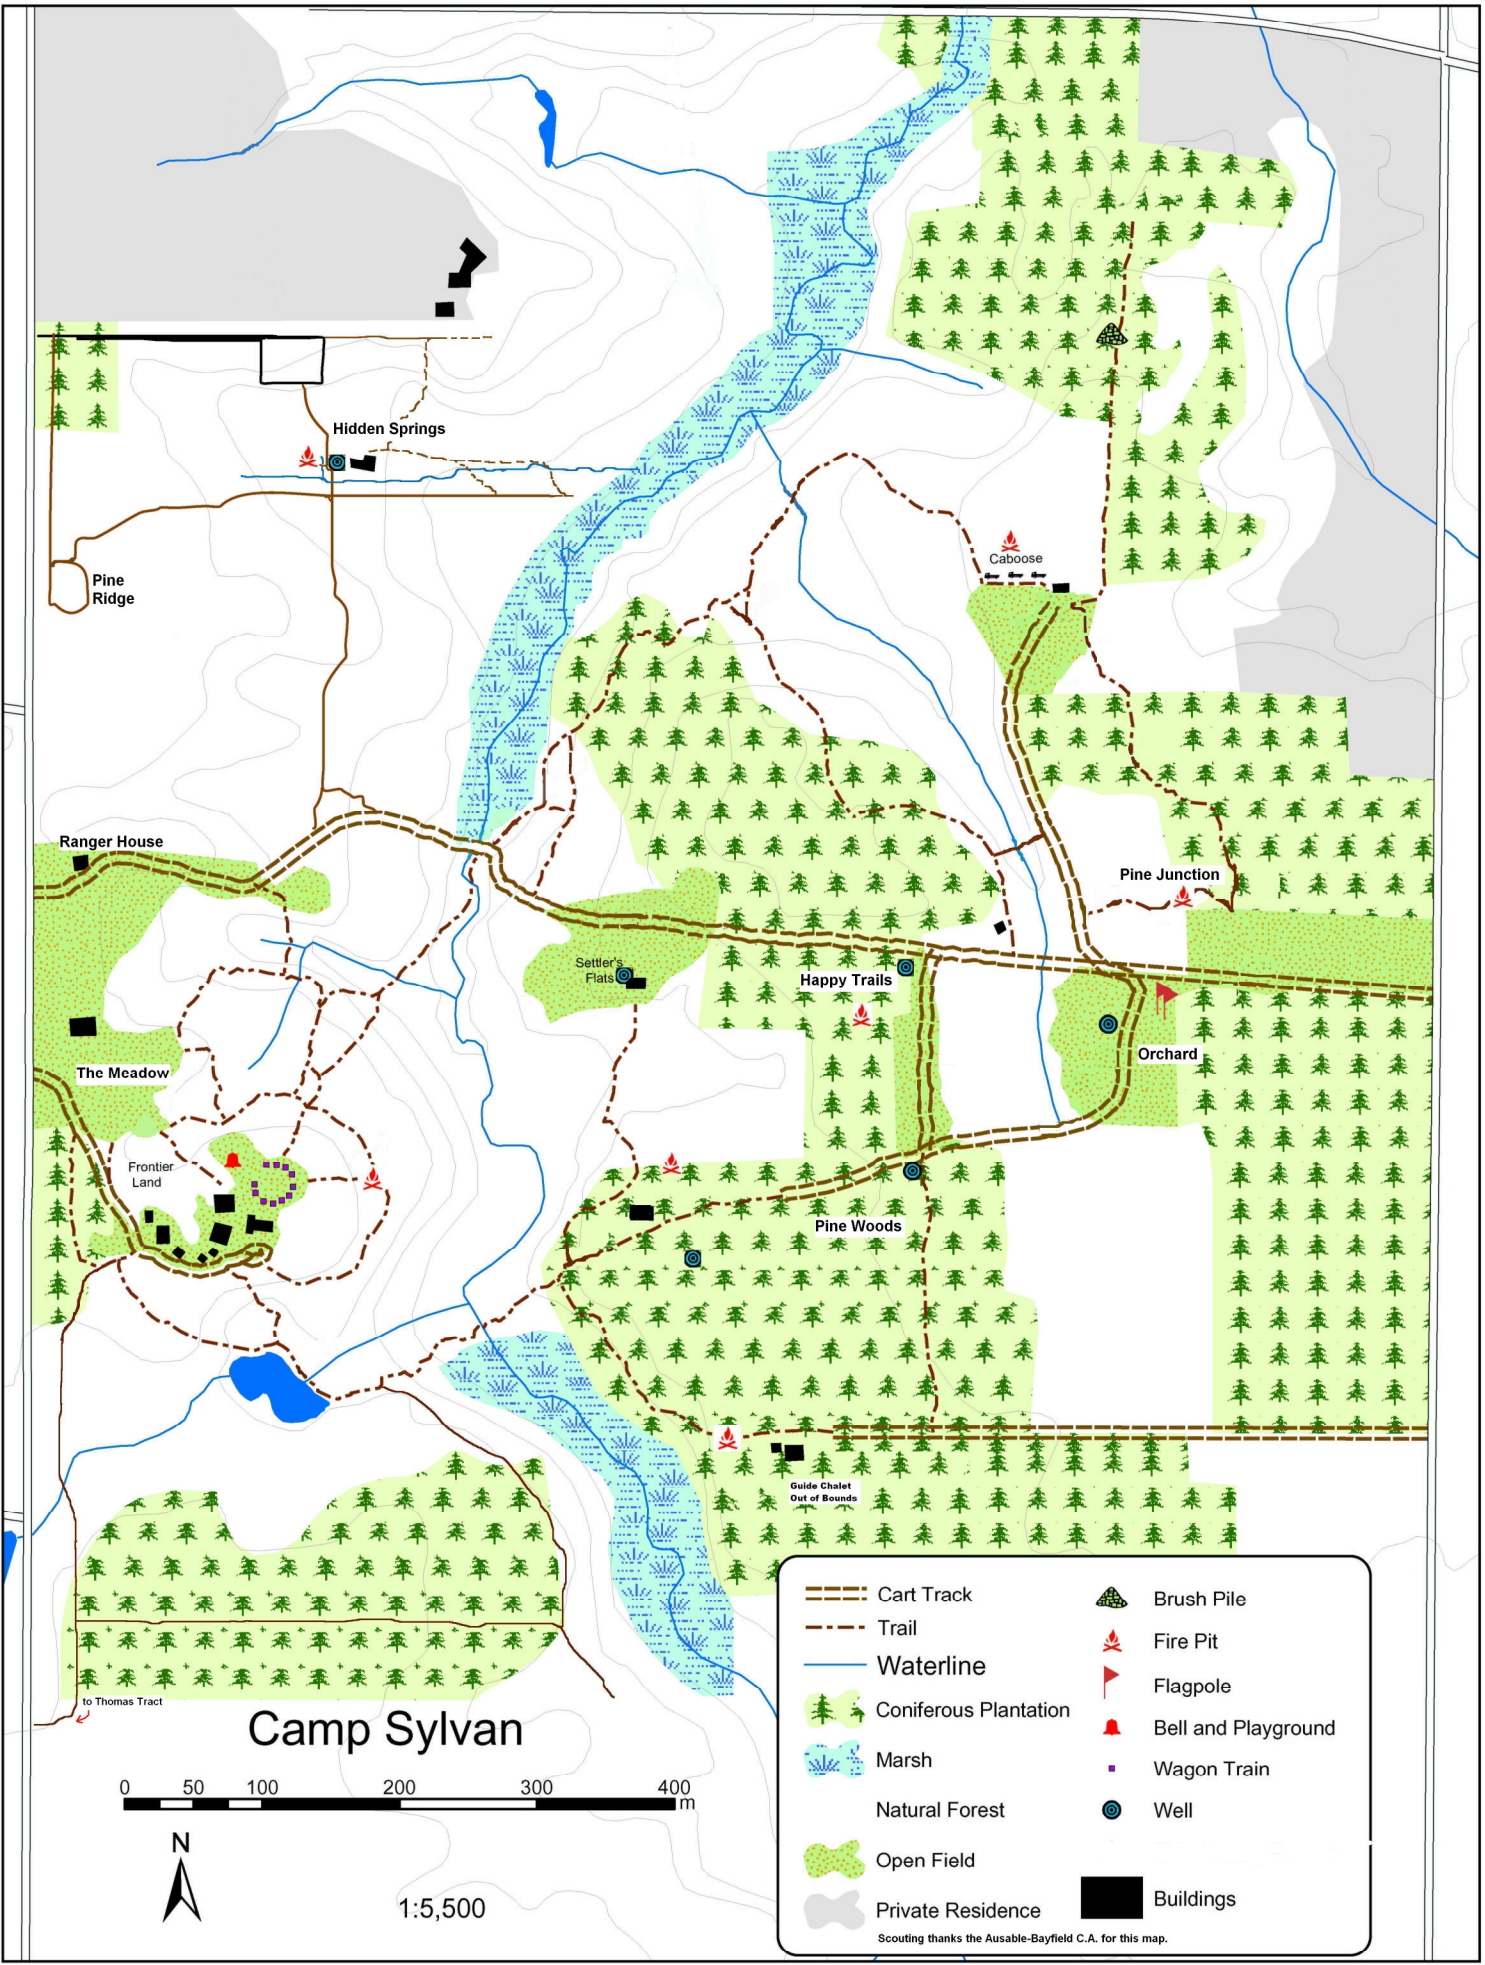 Hidden Springs
Caboose
Pine
Ridge
Ranger House
Pine Junction
Settler's
Flats
Happy Trails
Orchard
The Meadow
Frontier
Land
Pine Woods
Guide Chalet
Out of Bounds
to Thomas Tract
Camp Sylvan
0 50 100 200 300 400
m
N
1:5,500
Cart Track
Trail
Waterline
Coniferous Plantation
Marsh
Natural Forest
Open Field
Private Residence
Brush Pile
Fire Pit
Flagpole
Bell and Playground
Wagon Train
Well
Buildings
Scouting thanks the Ausable-Bayfield C.A. for this map.